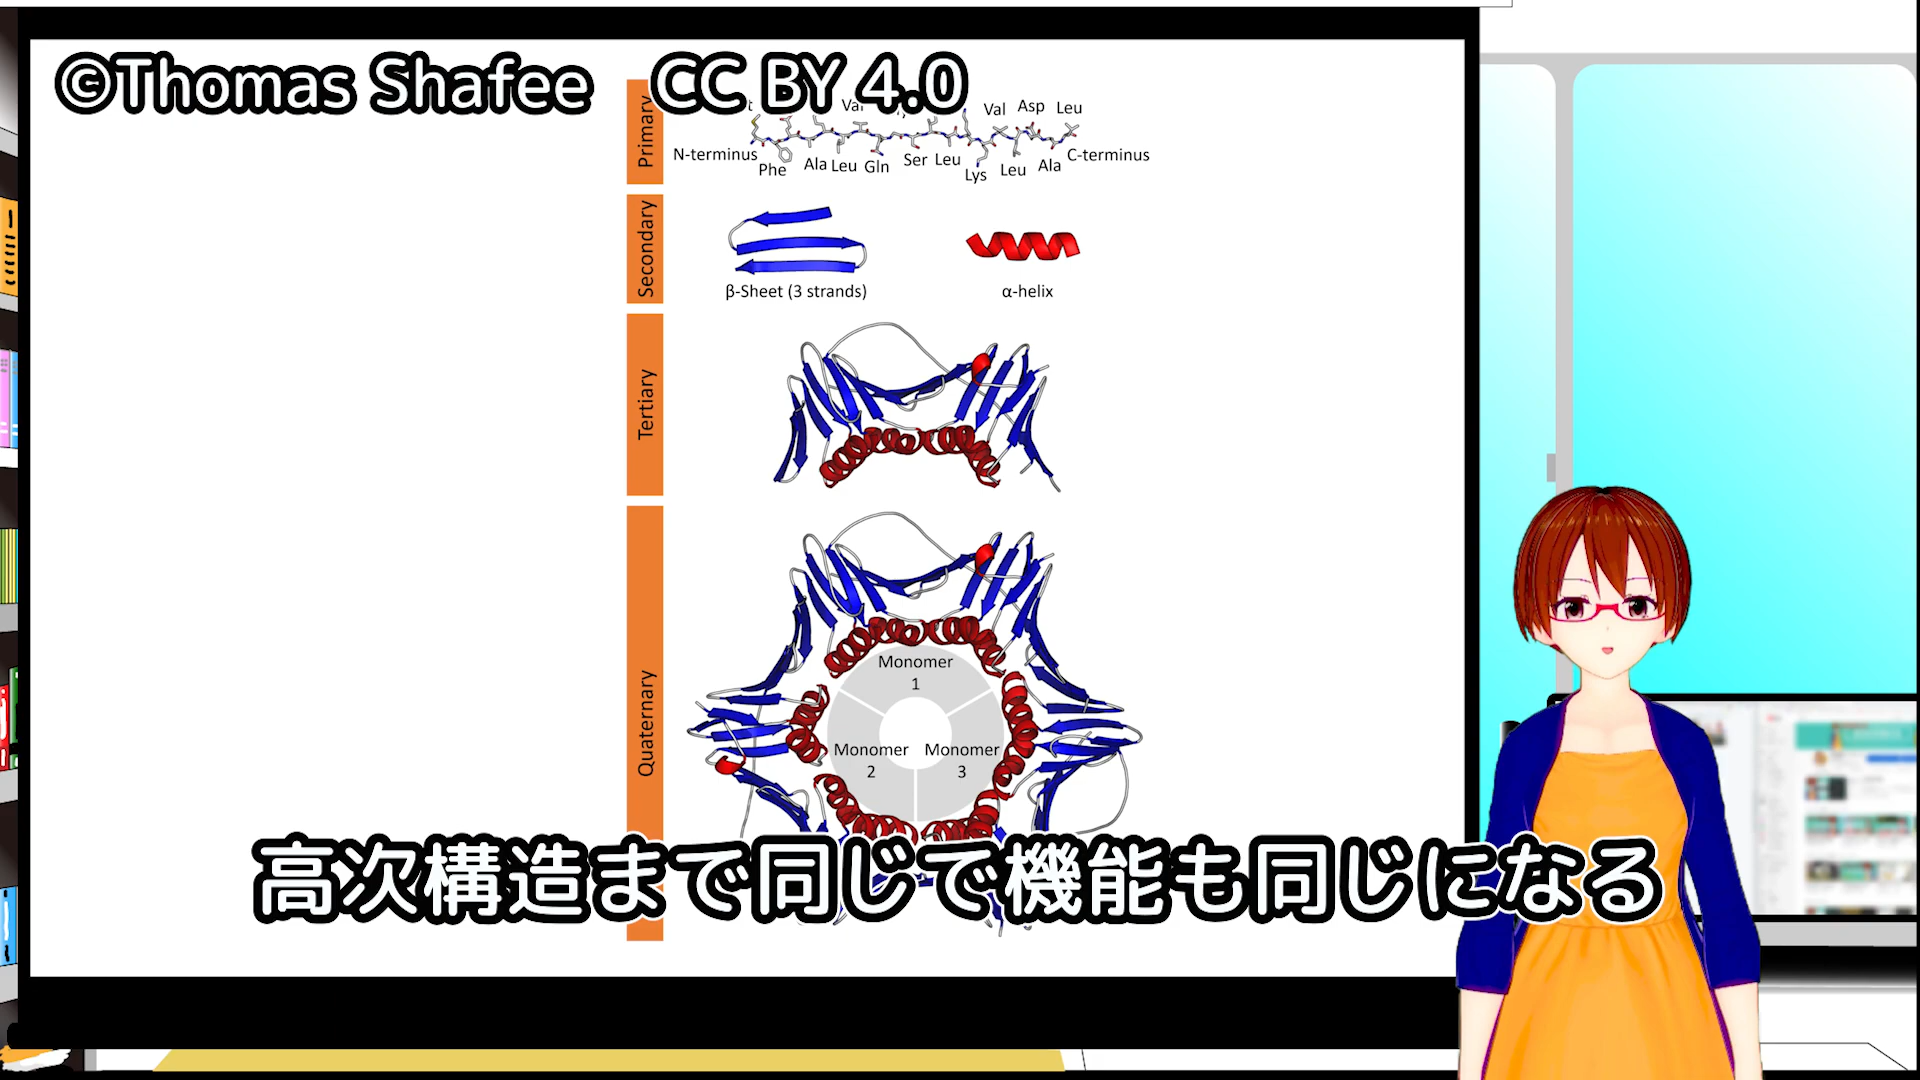 ©Thomas Shafee CC BY 4.0
Primary
Val Asp Leu
N-terminus
Phe Ala Leu Gln Ser Leu Lys Leu Ala
C-terminus
Secondary
β-Sheet (3 strands)
α-helix
Tertiary
Quaternary
Monomer
1
Monomer
2
Monomer
3
高次構造まで同じで機能も同じになる